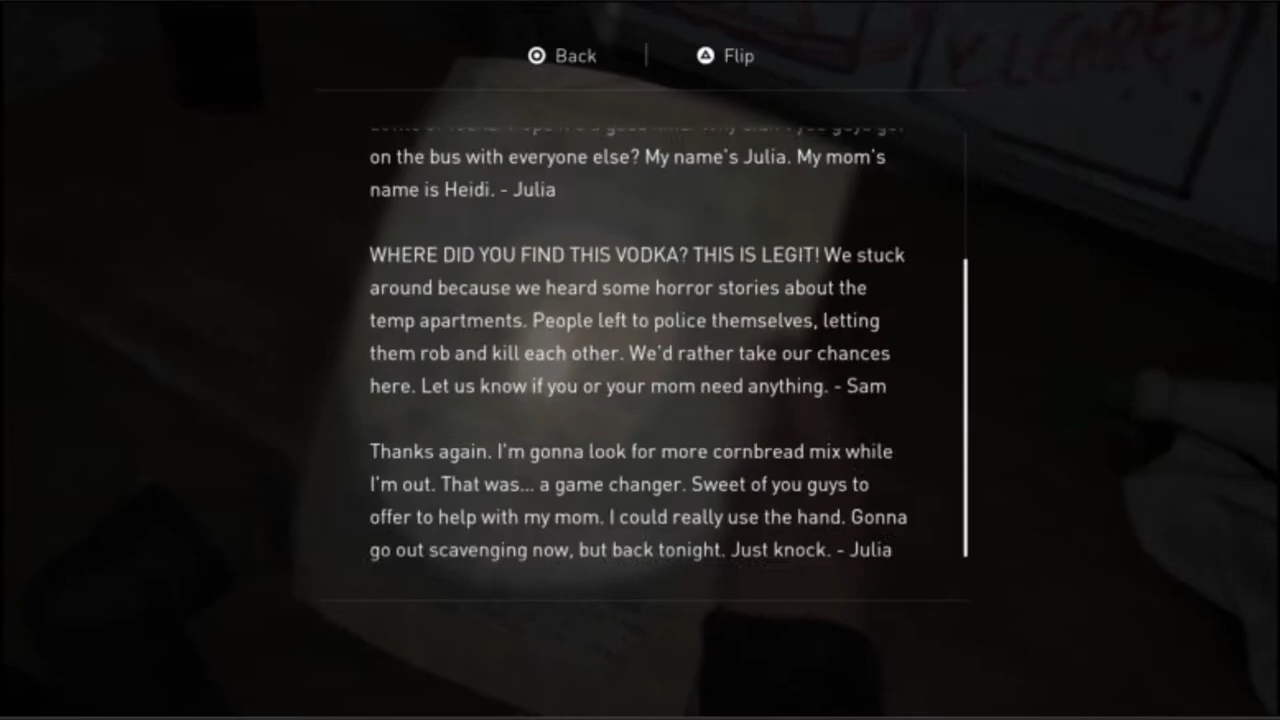 Back
Flip
CLEARED
on the bus with everyone else? My name's Julia. My mom's
name is Heidi. - Julia
WHERE DID YOU FIND THIS VODKA? THIS IS LEGIT! We stuck
around because we heard some horror stories about the
temp apartments. People left to police themselves, letting
them rob and kill each other. We'd rather take our chances
here. Let us know if you or your mom need anything. - Sam
Thanks again. I'm gonna look for more cornbread mix while
I'm out. That was... a game changer. Sweet of you guys to
offer to help with my mom. I could really use the hand. Gonna
go out scavenging now, but back tonight. Just knock. - Julia